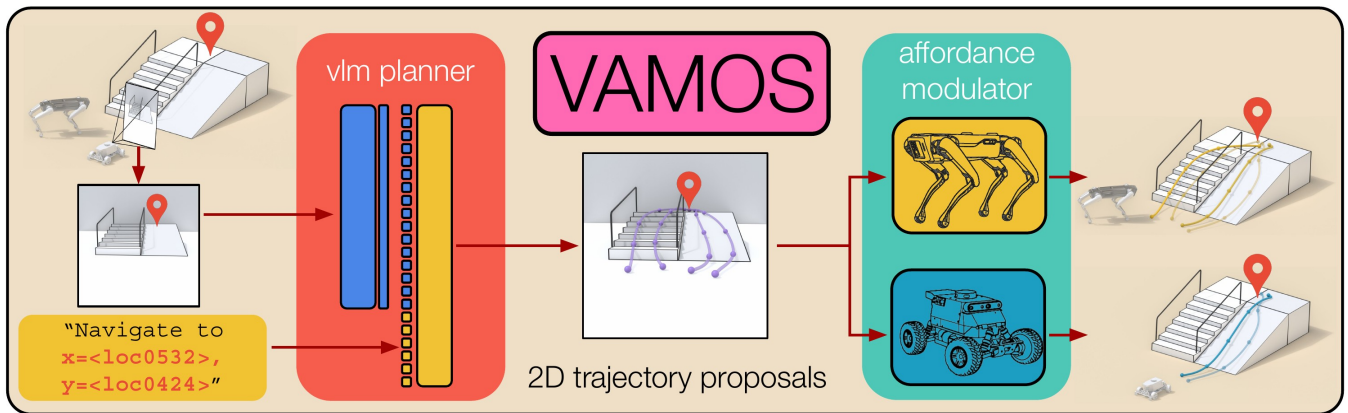 vlm planner
VAMOS
affordance
modulator
"Navigate to
x=<loc0532>,
y=<loc0424>"
2D trajectory proposals